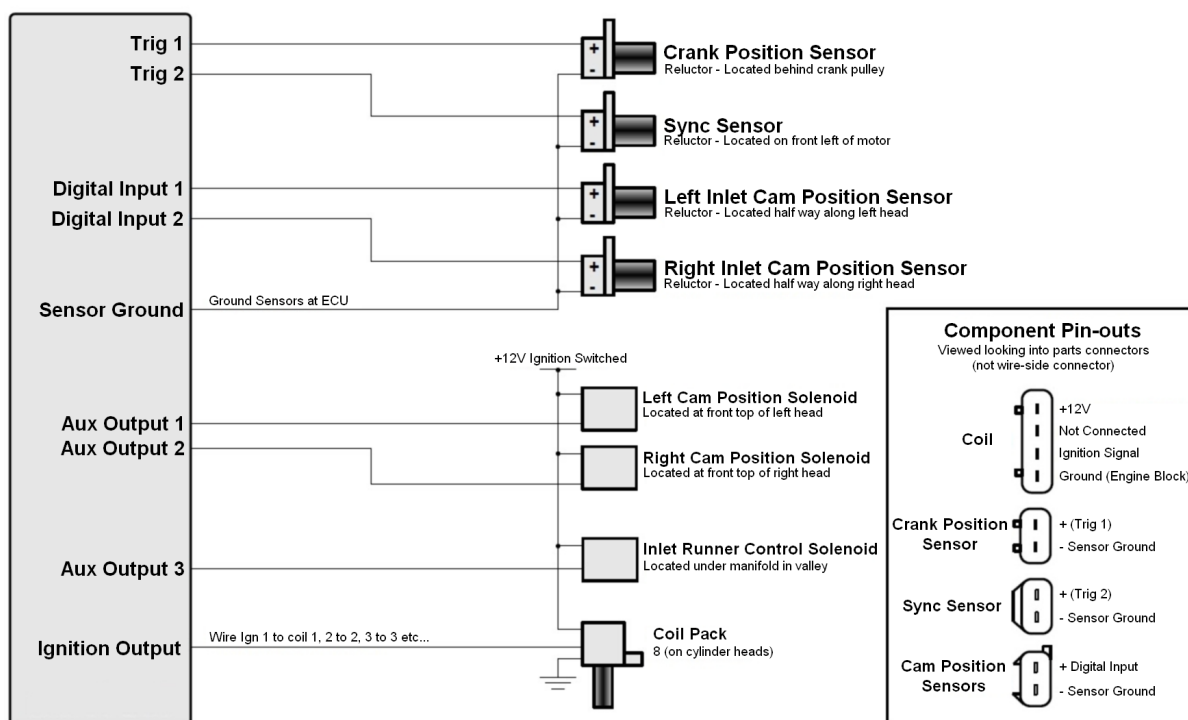 Trig 1
Trig 2
Digital Input 1
Digital Input 2
Sensor Ground
Aux Output 1
Aux Output 2
Aux Output 3
Ignition Output
Ground Sensors at ECU
+12V Ignition Switched
Wire Ign 1 to coil 1, 2 to 2, 3 to 3 etc...
+
-
Crank Position Sensor
Reluctor - Located behind crank pulley
+
-
Sync Sensor
Reluctor - Located on front left of motor
+
-
Left Inlet Cam Position Sensor
Reluctor - Located half way along left head
+
-
Right Inlet Cam Position Sensor
Reluctor - Located half way along right head
Left Cam Position Solenoid
Located at front top of left head
Right Cam Position Solenoid
Located at front top of right head
Inlet Runner Control Solenoid
Located under manifold in valley
Coil Pack
8 (on cylinder heads)
Component Pin-outs
Viewed looking into parts connectors
(not wire-side connector)
Coil
+12V
Not Connected
Ignition Signal
Ground (Engine Block)
Crank Position
Sensor
+ (Trig 1)
- Sensor Ground
Sync Sensor
+ (Trig 2)
- Sensor Ground
Cam Position
Sensors
+ Digital Input
- Sensor Ground